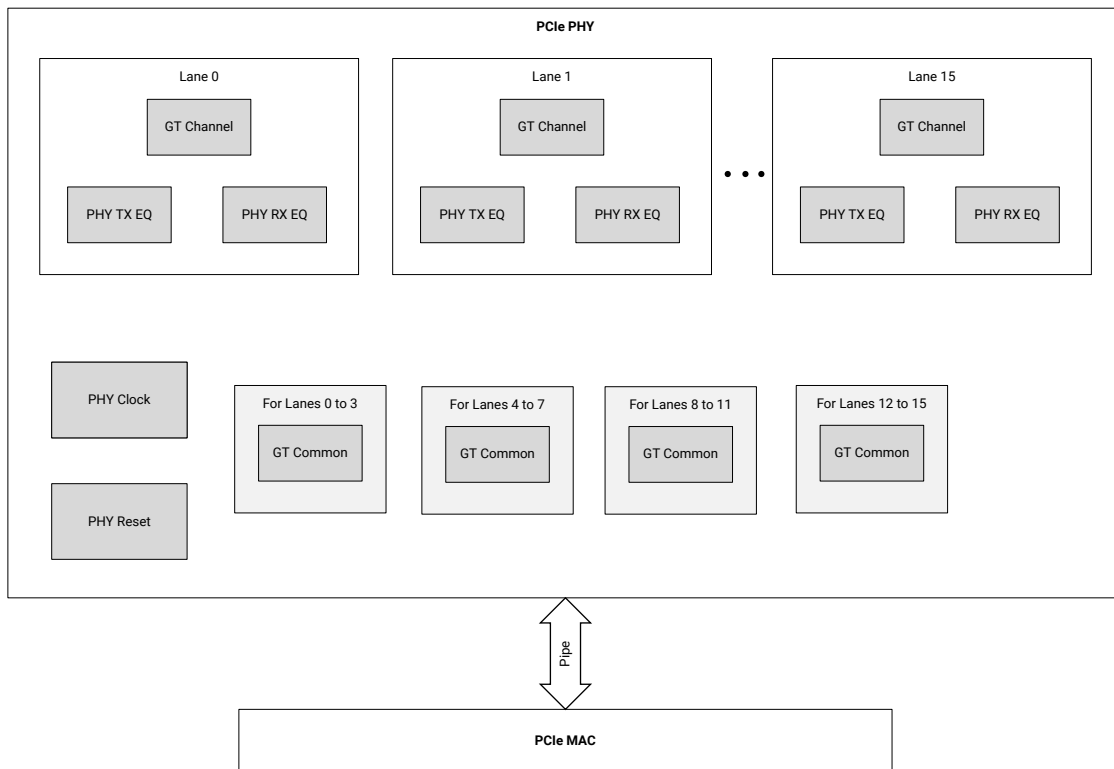 PCIe PHY
Lane 0
GT Channel
PHY TX EQ
PHY RX EQ
Lane 1
GT Channel
PHY TX EQ
PHY RX EQ
• • •
Lane 15
GT Channel
PHY TX EQ
PHY RX EQ
PHY Clock
PHY Reset
For Lanes 0 to 3
GT Common
For Lanes 4 to 7
GT Common
For Lanes 8 to 11
GT Common
For Lanes 12 to 15
GT Common
Pipe
PCIe MAC